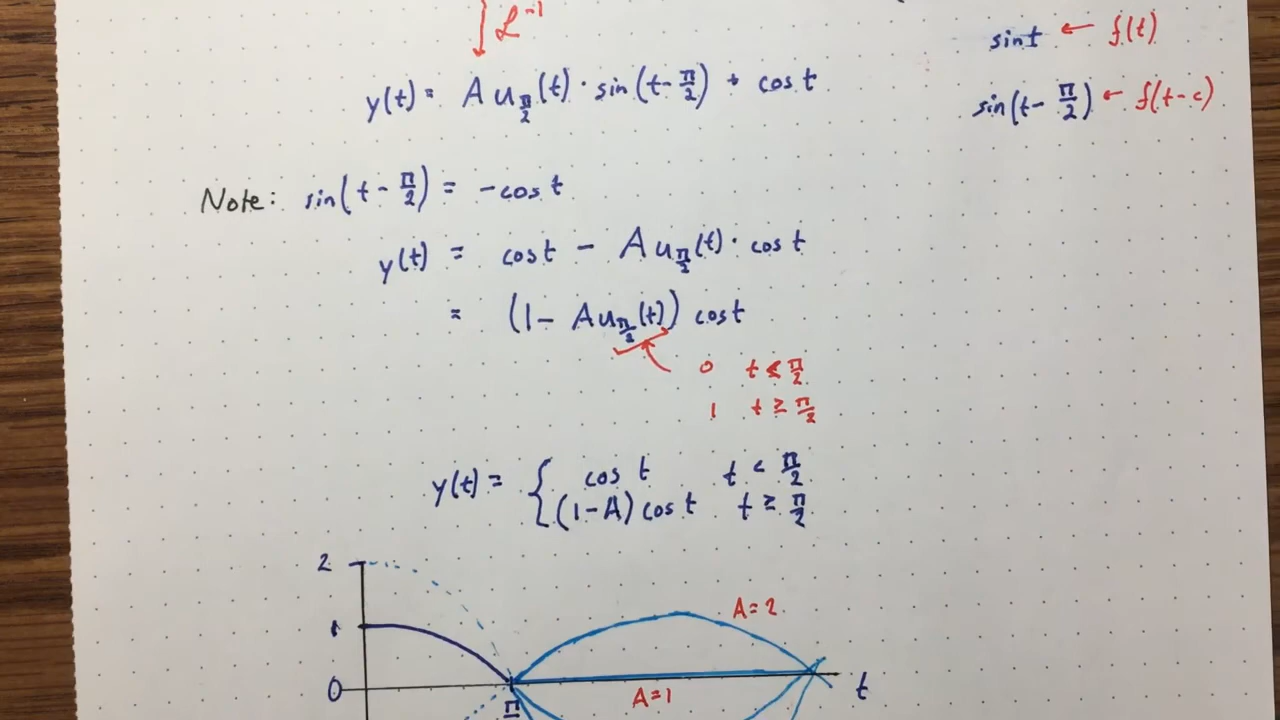 ℒ⁻¹
sin t ← f(t)
y(t) = A u_{π/2}(t) · sin(t - π/2) + cos t
sin(t - π/2) ← f(t-c)
Note: sin(t - π/2) = -cos t
y(t) = cos t - A u_{π/2}(t) · cos t
= (1 - A u_{π/2}(t)) cos t
0 t < π/2
1 t ≥ π/2
y(t) = { cos t t < π/2
(1-A) cos t t ≥ π/2
2
A=2
1
0
A=1
t
π